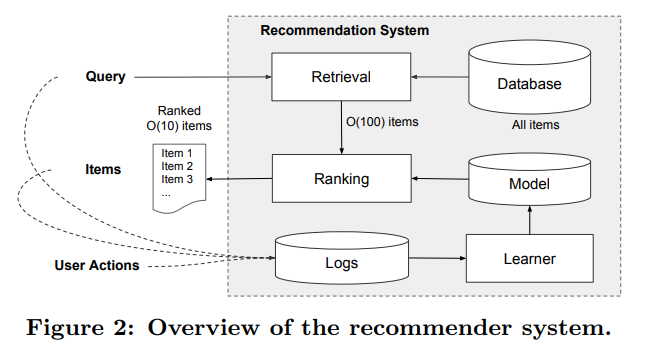 Recommendation System
Query
Retrieval
Database
All items
O(100) items
Ranked
O(10) items
Item 1
Item 2
Item 3
...
Items
Ranking
Model
User Actions
Logs
Learner
Figure 2: Overview of the recommender system.